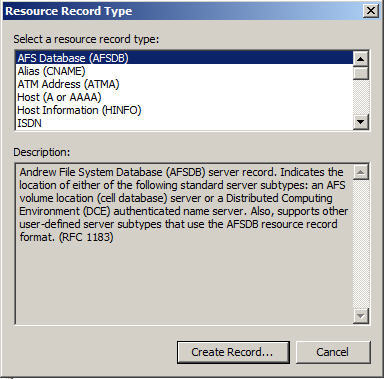 Resource Record Type
Select a resource record type:
AFS Database (AFSDB)
Alias (CNAME)
ATM Address (ATMA)
Host (A or AAAA)
Host Information (HINFO)
ISDN
Description:
Andrew File System Database (AFSDB) server record. Indicates the
location of either of the following standard server subtypes: an AFS
volume location (cell database) server or a Distributed Computing
Environment (DCE) authenticated name server. Also, supports other
user-defined server subtypes that use the AFSDB resource record
format. (RFC 1183)
Create Record...
Cancel